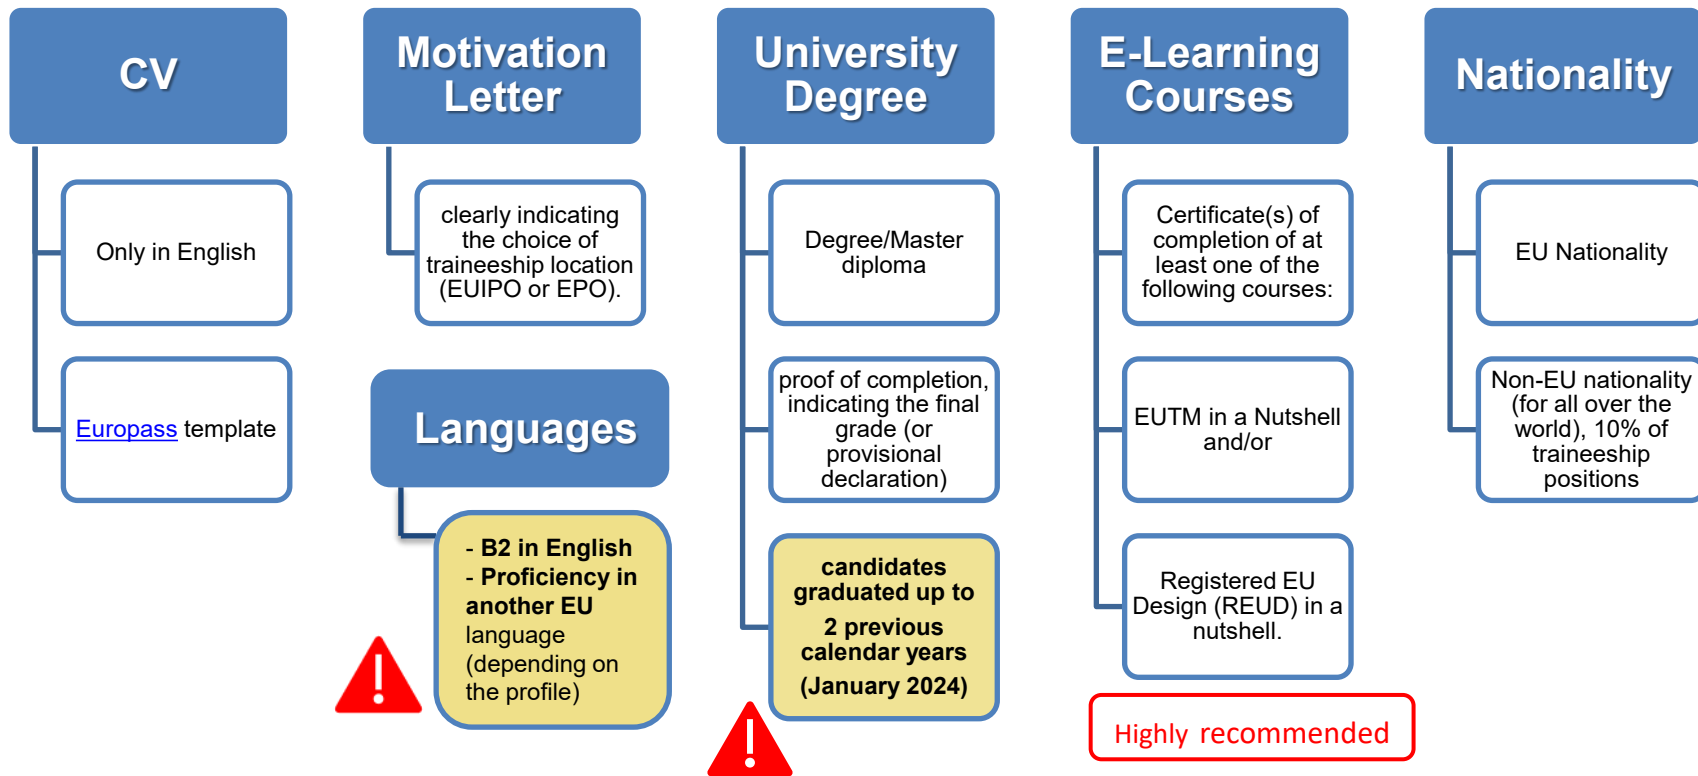 CV
Only in English
Europass template
Motivation
Letter
clearly indicating
the choice of
traineeship location
(EUIPO or EPO).
Languages
- B2 in English
- Proficiency in
another EU
language
(depending on
the profile)
University
Degree
Degree/Master
diploma
proof of completion,
indicating the final
grade (or
provisional
declaration)
candidates
graduated up to
2 previous
calendar years
(January 2024)
E-Learning
Courses
Certificate(s) of
completion of at
least one of the
following courses:
EUTM in a Nutshell
and/or
Registered EU
Design (REUD) in a
nutshell.
Highly recommended
Nationality
EU Nationality
Non-EU nationality
(for all over the
world), 10% of
traineeship
positions